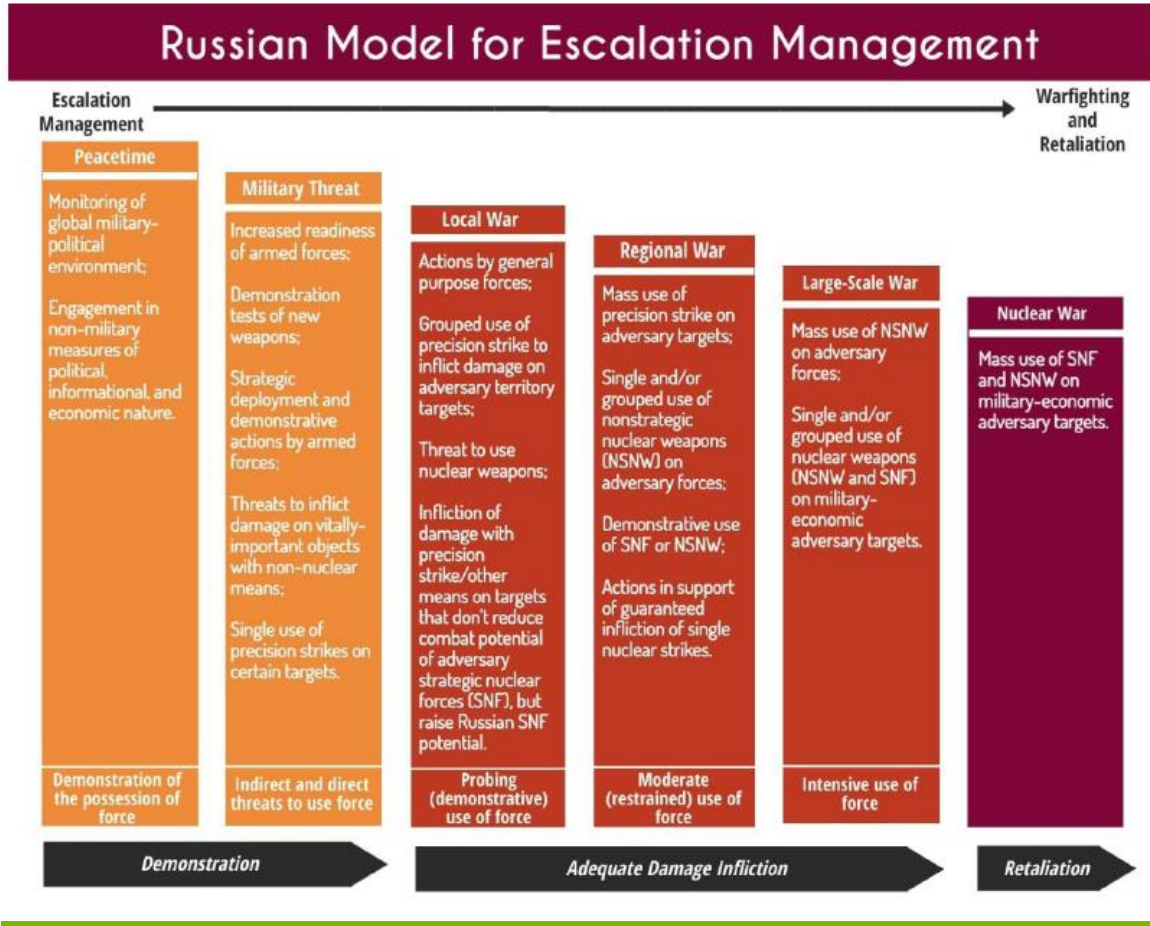 Russian Model for Escalation Management
Escalation
Management
Warfighting
and
Retaliation
Peacetime
Monitoring of
global military-
political
environment;
Engagement in
non-military
measures of
political,
informational, and
economic nature.
Demonstration of
the possession of
force
Military Threat
Increased readiness
of armed forces;
Demonstration
tests of new
weapons;
Strategic
deployment and
demonstrative
actions by armed
forces;
Threats to inflict
damage on vitally-
important objects
with non-nuclear
means;
Single use of
precision strikes on
certain targets.
Indirect and direct
threats to use force
Local War
Actions by general
purpose forces;
Grouped use of
precision strike to
inflict damage on
adversary territory
targets;
Threat to use
nuclear weapons;
Infliction of
damage with
precision
strike/other
means on targets
that don't reduce
combat potential
of adversary
strategic nuclear
forces (SNF), but
raise Russian SNF
potential.
Probing
(demonstrative)
use of force
Regional War
Mass use of
precision strike on
adversary targets;
Single and/or
grouped use of
nonstrategic
nuclear weapons
(NSNW) on
adversary forces;
Demonstrative use
of SNF or NSNW;
Actions in support
of guaranteed
infliction of single
nuclear strikes.
Moderate
(restrained) use of
force
Large-Scale War
Mass use of NSNW
on adversary
forces;
Single and/or
grouped use of
nuclear weapons
(NSNW and SNF)
on military-
economic
adversary targets.
Intensive use of
force
Nuclear War
Mass use of SNF
and NSNW on
military-economic
adversary targets.
Demonstration
Adequate Damage Infliction
Retaliation